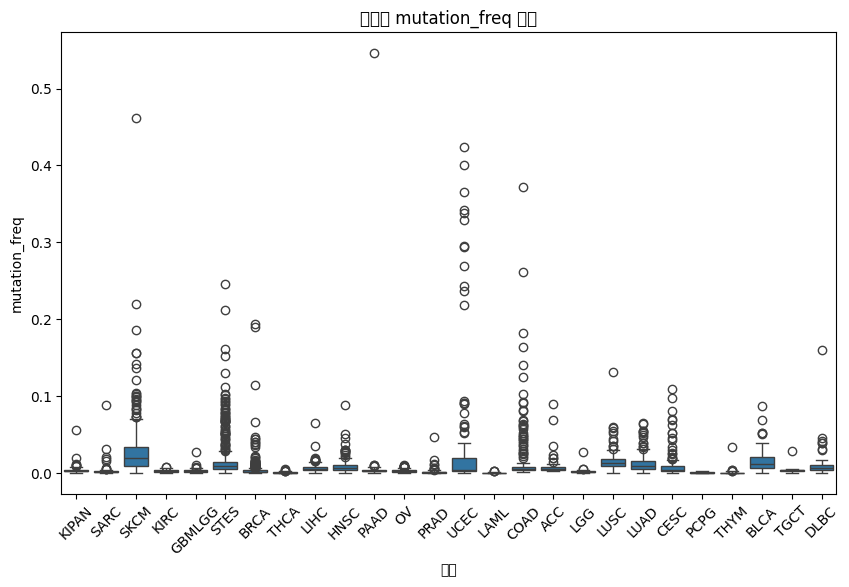 mutation_freq
mutation_freq
0.5
0.4
0.3
0.2
0.1
0.0
KIPAN
SARC
SKCM
KIRC
GBMLGG
STES
BRCA
THCA
LIHC
HNSC
PAAD
OV
PRAD
UCEC
LAML
COAD
ACC
LGG
LUSC
LUAD
CESC
PCPG
THYM
BLCA
TGCT
DLBC